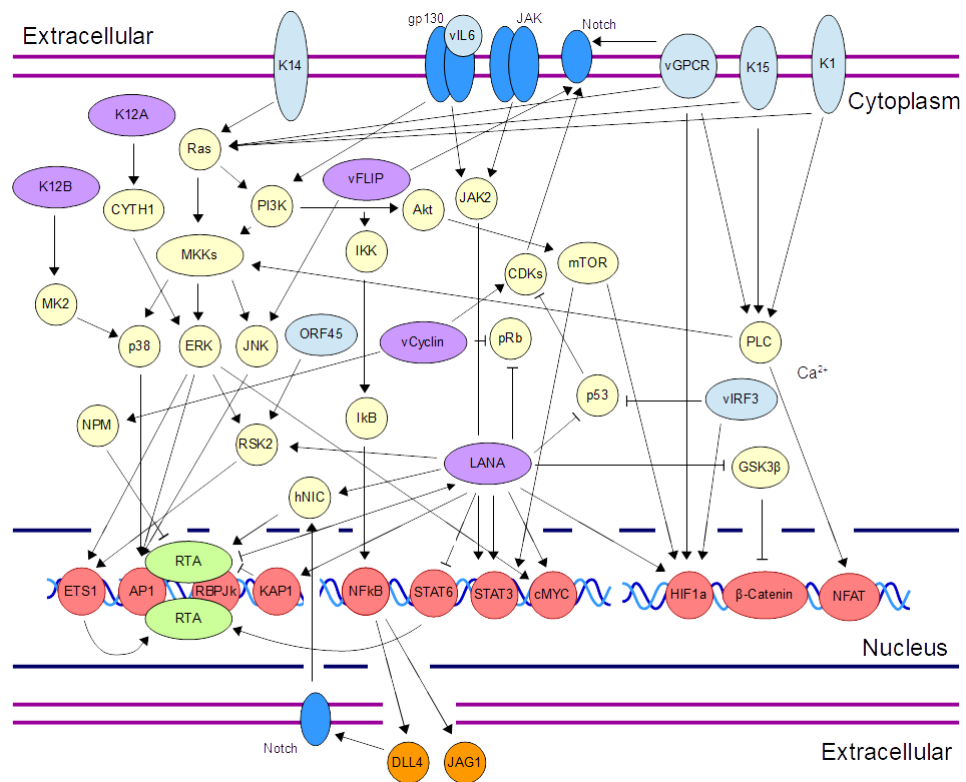 Extracellular
gp130
vIL6
JAK
Notch
K14
vGPCR
K15
K1
Cytoplasm
K12A
Ras
K12B
vFLIP
CYTH1
PI3K
Akt
JAK2
MKKs
IKK
CDKs
mTOR
MK2
p38
ERK
JNK
ORF45
vCyclin
pRb
PLC
Ca²⁺
p53
vIRF3
NPM
IkB
RSK2
LANA
GSK3β
hNIC
RTA
ETS1
AP1
RBPJk
KAP1
NFkB
STAT6
STAT3
cMYC
HIF1a
β-Catenin
NFAT
RTA
Nucleus
Notch
DLL4
JAG1
Extracellular